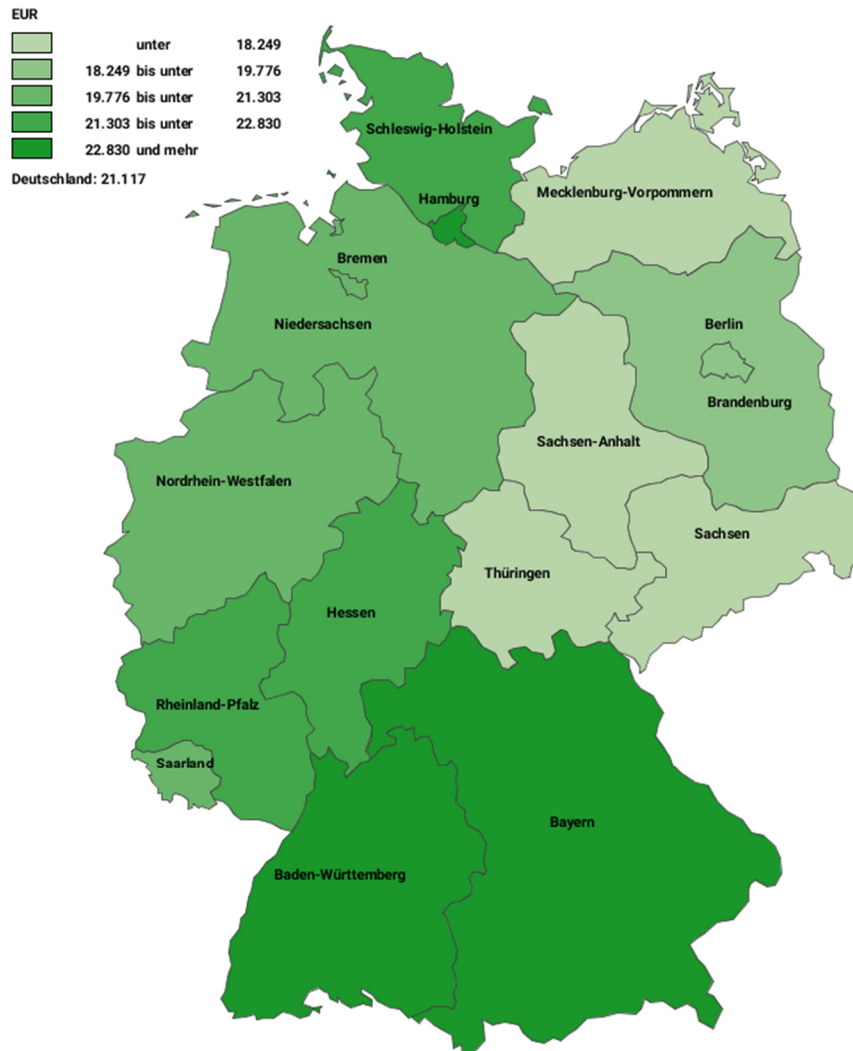 EUR
unter 18.249
18.249 bis unter 19.776
19.776 bis unter 21.303
21.303 bis unter 22.830
22.830 und mehr
Deutschland: 21.117
Schleswig-Holstein
Mecklenburg-Vorpommern
Hamburg
Bremen
Niedersachsen
Berlin
Brandenburg
Sachsen-Anhalt
Nordrhein-Westfalen
Sachsen
Thüringen
Hessen
Rheinland-Pfalz
Saarland
Bayern
Baden-Württemberg